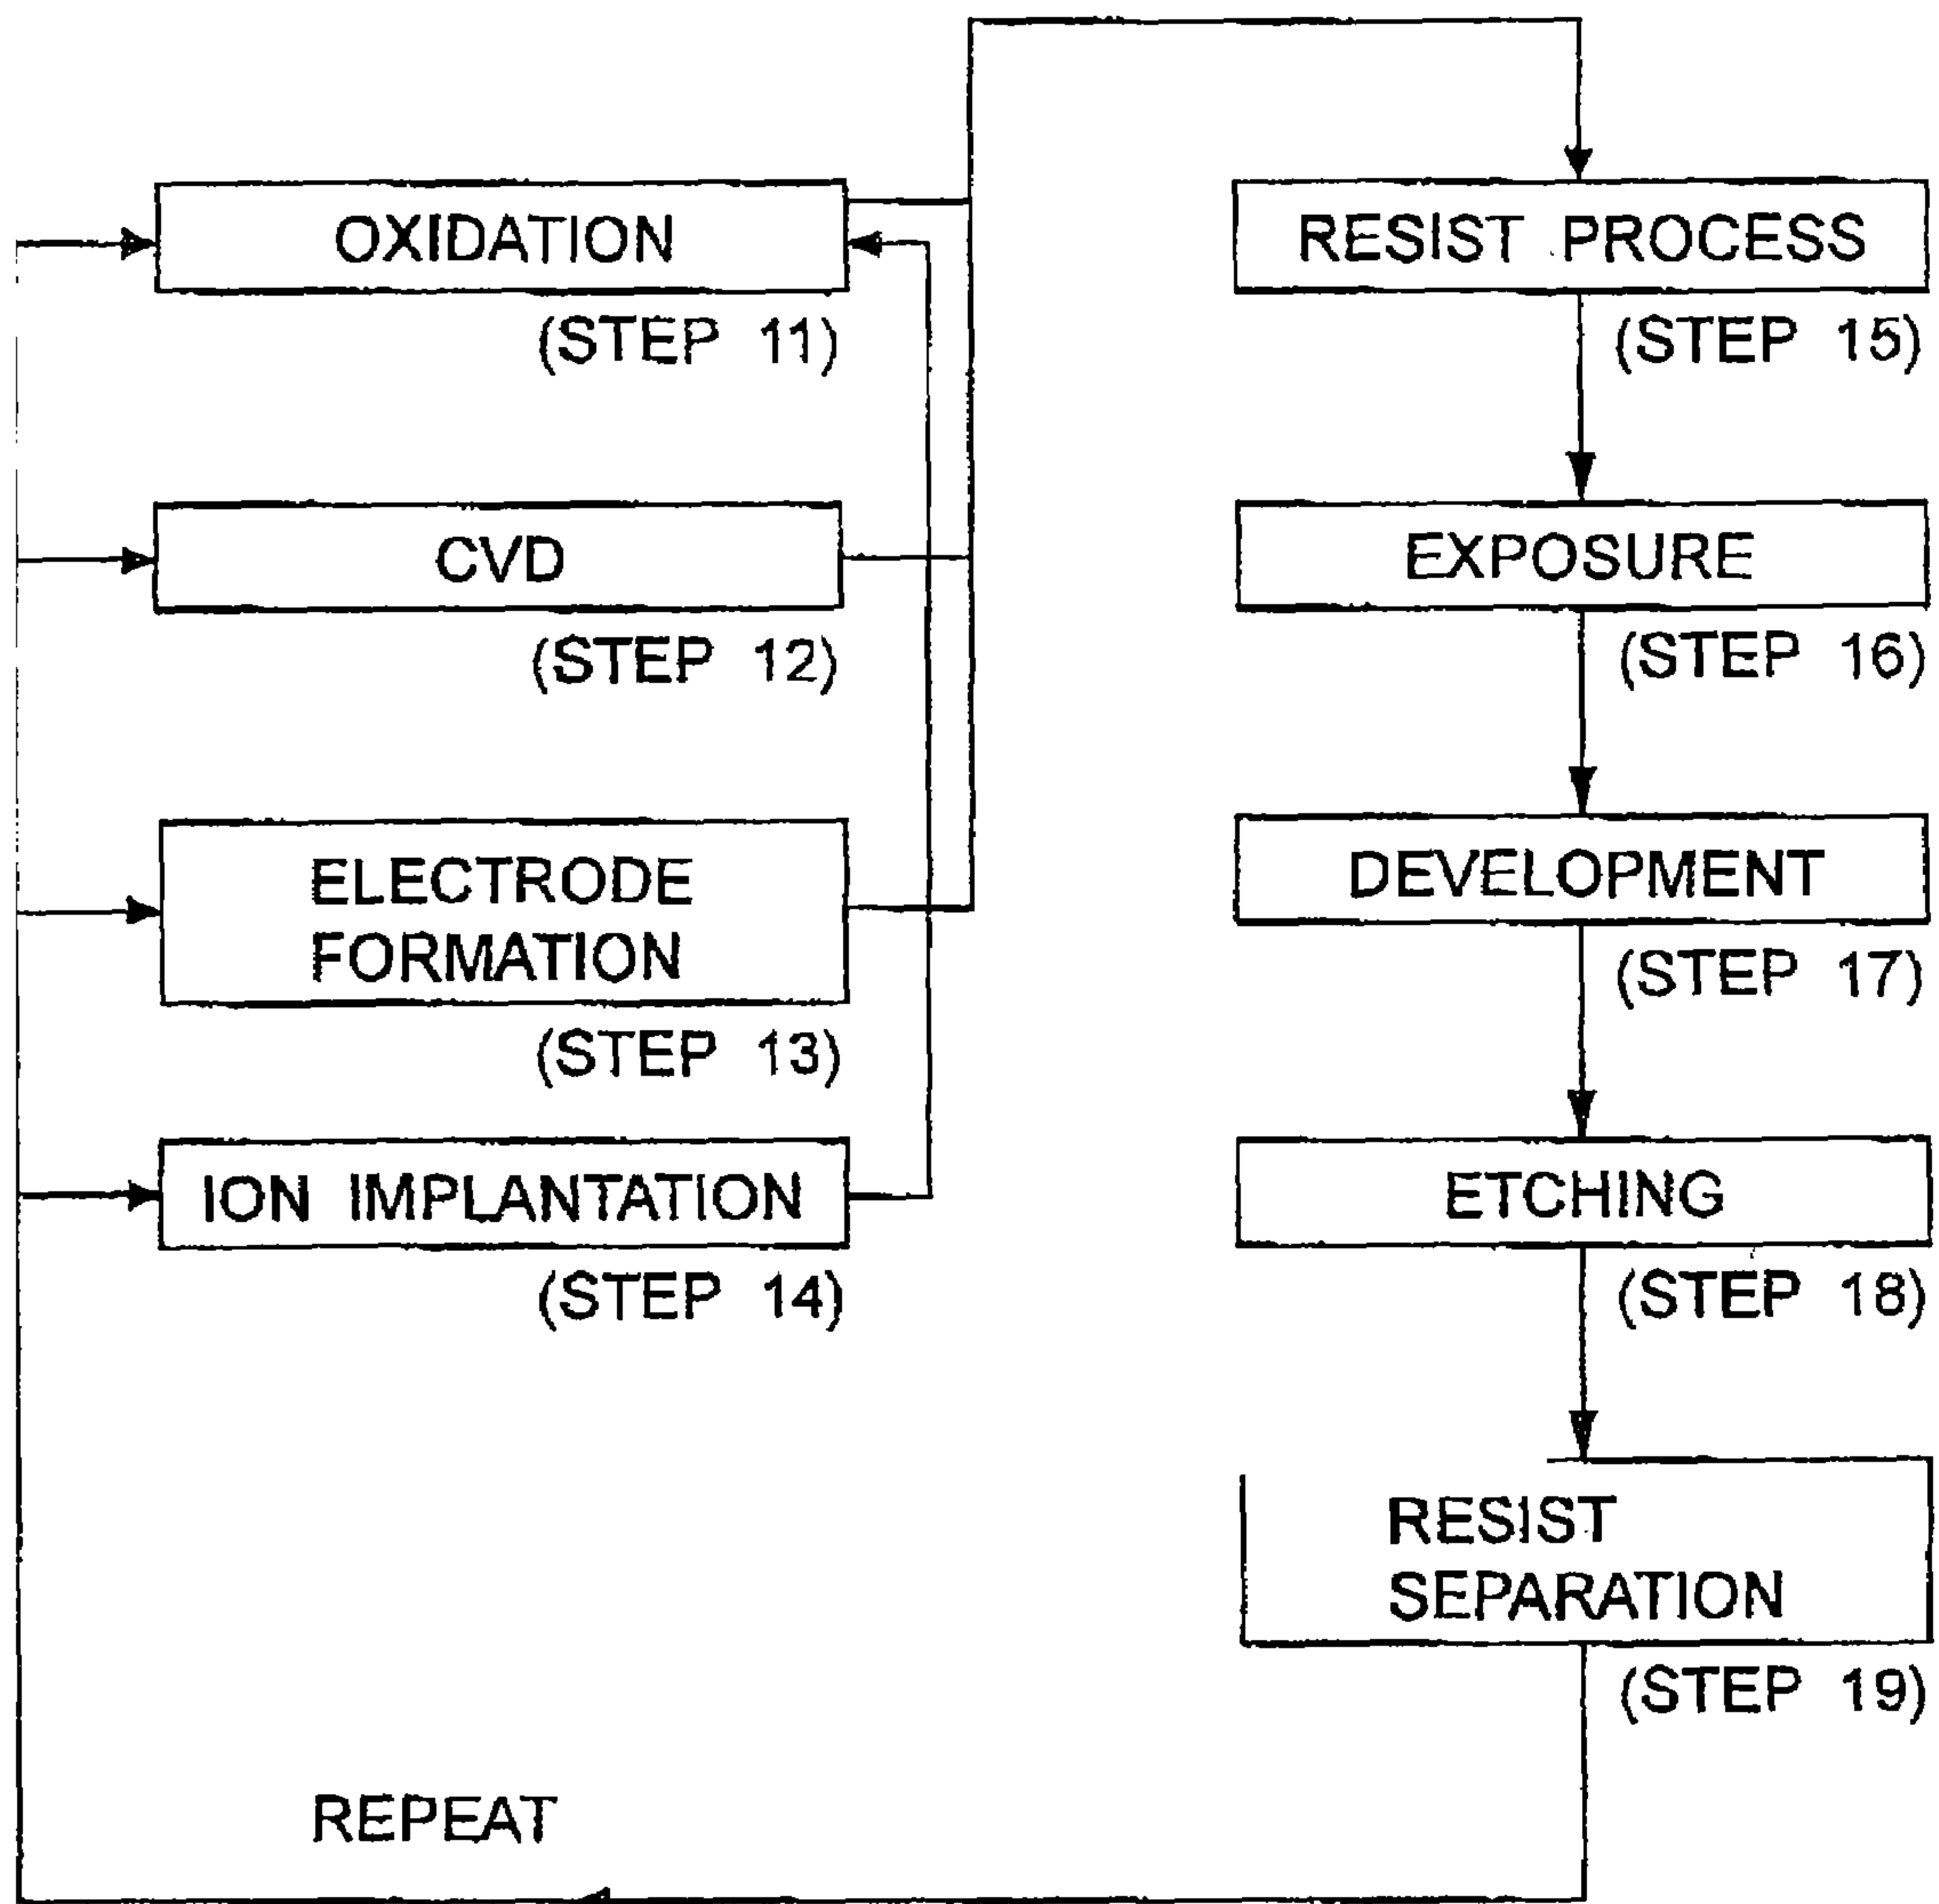 OXIDATION
(STEP 11)
CVD
(STEP 12)
ELECTRODE
FORMATION
(STEP 13)
ION IMPLANTATION
(STEP 14)
RESIST PROCESS
(STEP 15)
EXPOSURE
(STEP 16)
DEVELOPMENT
(STEP 17)
ETCHING
(STEP 18)
RESIST
SEPARATION
(STEP 19)
REPEAT